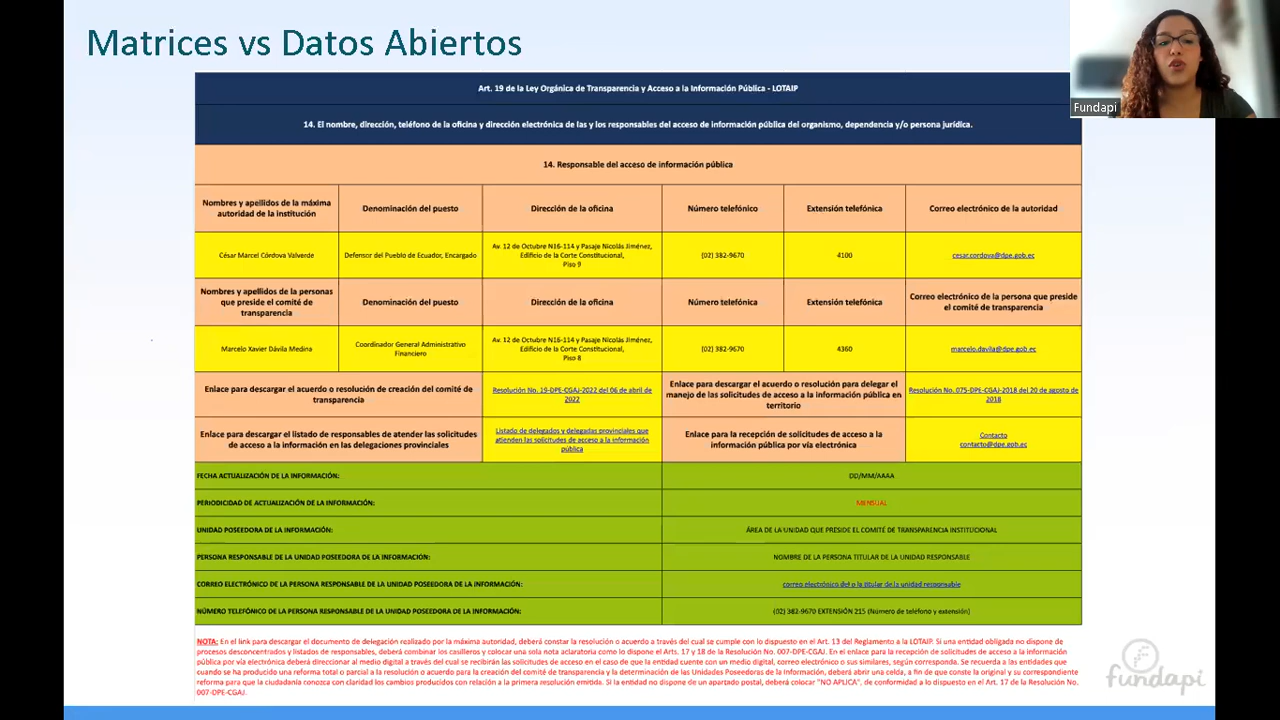 Matrices vs Datos Abiertos
Fundapi
Art. 19 de la Ley Orgánica de Transparencia y Acceso a la Información Pública - LOTAIP
14. El nombre, dirección, teléfono de la oficina y dirección electrónica de las y los responsables del acceso de información pública del organismo, dependencia y/o persona jurídica.
14. Responsable del acceso de información pública
Nombres y apellidos de la máxima
autoridad de la institución
Denominación del puesto
Dirección de la oficina
Número telefónico
Extensión telefónica
Correo electrónico de la autoridad
César Marcel Córdova Valverde
Defensor del Pueblo de Ecuador, Encargado
Av. 12 de Octubre N16-114 y Pasaje Nicolás Jiménez,
Edificio de la Corte Constitucional,
Piso 9
(02) 382-9670
4100
cesar.cordova@dpe.gob.ec
Nombres y apellidos de la personas
que preside el comité de
transparencia
Denominación del puesto
Dirección de la oficina
Número telefónico
Extensión telefónica
Correo electrónico de la persona que preside
el comité de transparencia
Marcelo Xavier Dávila Medina
Coordinador General Administrativo
Financiero
Av. 12 de Octubre N16-114 y Pasaje Nicolás Jiménez,
Edificio de la Corte Constitucional,
Piso 8
(02) 382-9670
4360
marcelo.davila@dpe.gob.ec
Enlace para descargar el acuerdo o resolución de creación del comité de
transparencia
Resolución No. 19-DPE-CGAJ-2022 del 06 de abril de
2022
Enlace para descargar el acuerdo o resolución para delegar el
manejo de las solicitudes de acceso a la información pública en
territorio
Resolución No. 075-DPE-CGAJ-2018 del 20 de agosto de
2018
Enlace para descargar el listado de responsables de atender las solicitudes
de acceso a la información en las delegaciones provinciales
Listado de delegados y delegadas provinciales que
atienden las solicitudes de acceso a la información
pública
Enlace para la recepción de solicitudes de acceso a la
información pública por vía electrónica
Contacto
contacto@dpe.gob.ec
FECHA ACTUALIZACIÓN DE LA INFORMACIÓN:
DD/MM/AAAA
PERIODICIDAD DE ACTUALIZACIÓN DE LA INFORMACIÓN:
MENSUAL
UNIDAD POSEEDORA DE LA INFORMACIÓN:
ÁREA DE LA UNIDAD QUE PRESIDE EL COMITÉ DE TRANSPARENCIA INSTITUCIONAL
PERSONA RESPONSABLE DE LA UNIDAD POSEEDORA DE LA INFORMACIÓN:
NOMBRE DE LA PERSONA TITULAR DE LA UNIDAD RESPONSABLE
CORREO ELECTRÓNICO DE LA PERSONA RESPONSABLE DE LA UNIDAD POSEEDORA DE LA INFORMACIÓN:
correo electrónico del o la titular de la unidad responsable
NÚMERO TELEFÓNICO DE LA PERSONA RESPONSABLE DE LA UNIDAD POSEEDORA DE LA INFORMACIÓN:
(02) 382-9670 EXTENSIÓN 215 (Número de teléfono y extensión)
NOTA: En el link para descargar el documento de delegación realizado por la máxima autoridad, deberá constar la resolución o acuerdo a través del cual se cumple con lo dispuesto en el Art. 13 del Reglamento a la LOTAIP. Si una entidad obligada no dispone de
procesos desconcentrados y listados de responsables, deberá combinar los casilleros y colocar una sola nota aclaratoria como lo dispone el Arts. 17 y 18 de la Resolución No. 007-DPE-CGAJ. En el enlace para la recepción de solicitudes de acceso a la información
pública por vía electrónica deberá direccionar al medio digital a través del cual se recibirán las solicitudes de acceso en el caso de que la entidad cuente con un medio digital, correo electrónico o sus similares, según corresponda. Se recuerda a las entidades que
cuando se ha producido una reforma total o parcial a la resolución o acuerdo para la creación del comité de transparencia y la determinación de las Unidades Poseedoras de la Información, deberá abrir una celda, a fin de que conste la original y su correspondiente
reforma para que la ciudadanía conozca con claridad los cambios producidos con relación a la primera resolución emitida. Si la entidad no dispone de un apartado postal, deberá colocar "NO APLICA", de conformidad a lo dispuesto en el Art. 17 de la Resolución No.
007-DPE-CGAJ.
fundapi